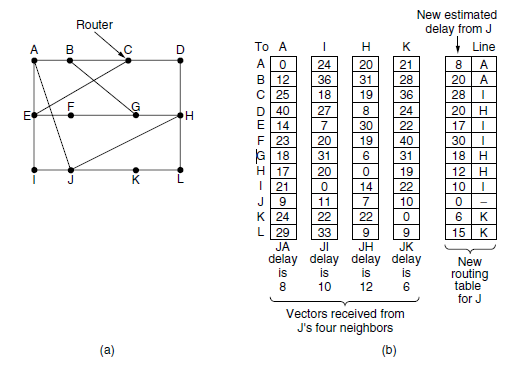 Router
A B C D
E F G H
I J K L
(a)
New estimated
delay from J
To A I H K Line
A 0 24 20 21 8 A
B 12 36 31 28 20 A
C 25 18 19 36 28 I
D 40 27 8 24 20 H
E 14 7 30 22 17 I
F 23 20 19 40 30 I
G 18 31 6 31 18 H
H 17 20 0 19 12 H
I 21 0 14 22 10 I
J 9 11 7 10 0 –
K 24 22 22 0 6 K
L 29 33 9 9 15 K
JA JI JH JK
delay delay delay delay
is is is is
8 10 12 6
New
routing
table
for J
Vectors received from
J's four neighbors
(b)